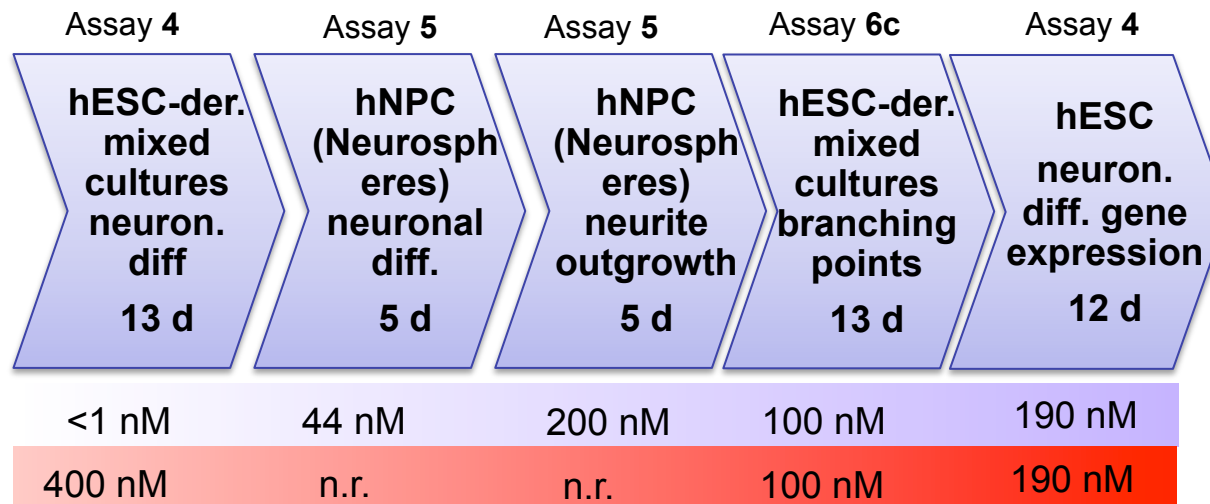 Assay 4
Assay 5
Assay 5
Assay 6c
Assay 4
hESC-der.
mixed
cultures
neuron.
diff
13 d
hNPC
(Neurosph
eres)
neuronal
diff.
5 d
hNPC
(Neurosph
eres)
neurite
outgrowth
5 d
hESC-der.
mixed
cultures
branching
points
13 d
hESC
neuron.
diff. gene
expression
12 d
<1 nM
44 nM
200 nM
100 nM
190 nM
400 nM
n.r.
n.r.
100 nM
190 nM